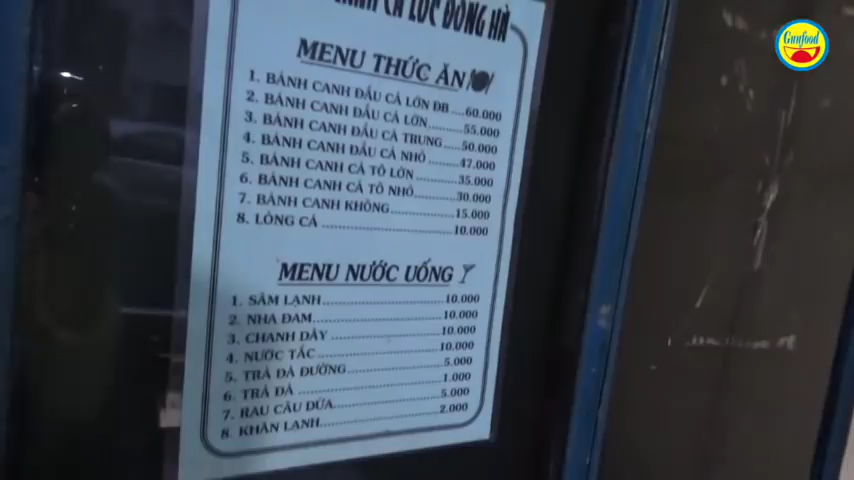 CÁ LÓC ĐÔNG HÀ
MENU THỨC ĂN
1. BÁNH CANH ĐẦU CÁ LỚN ĐB ....60.000
2. BÁNH CANH ĐẦU CÁ LỚN..............55.000
3. BÁNH CANH ĐẦU CÁ TRUNG.....50.000
4. BÁNH CANH ĐẦU CÁ NHỎ..........47.000
5. BÁNH CANH CÁ TÔ LỚN..............35.000
6. BÁNH CANH CÁ TÔ NHỎ.............30.000
7. BÁNH CANH KHÔNG...................15.000
8. LÒNG CÁ ......................................10.000
MENU NƯỚC UỐNG
1. SÂM LẠNH...................................10.000
2. NHA ĐAM.....................................10.000
3. CHANH DÂY.................................10.000
4. NƯỚC TẮC...................................10.000
5. TRÀ ĐÁ ĐƯỜNG...........................5.000
6. TRÀ ĐÁ .........................................1.000
7. RAU CÂU DỪA..............................5.000
8. KHĂN LẠNH..................................2.000
Gunfood